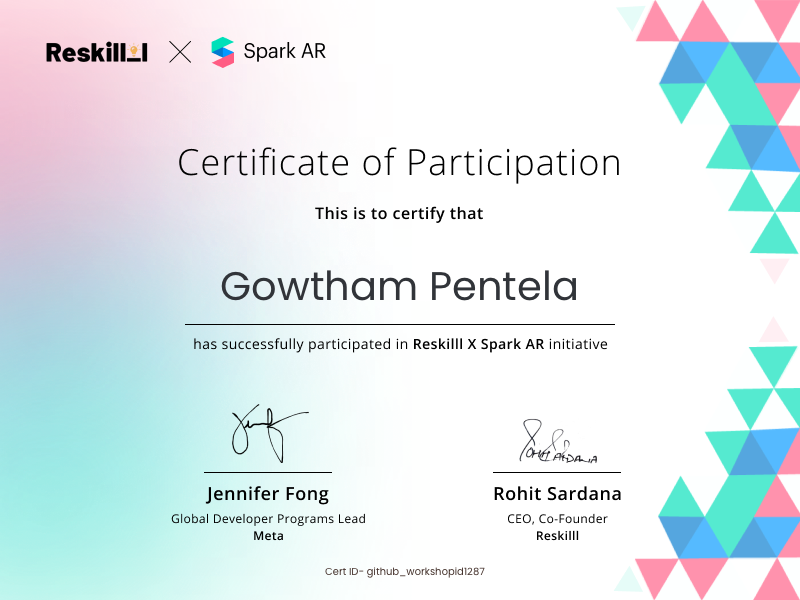 Reskilll X Spark AR
Certificate of Participation
This is to certify that
Gowtham Pentela
has successfully participated in Reskilll X Spark AR initiative
Jennifer Fong
Global Developer Programs Lead
Meta
Rohit Sardana
CEO, Co-Founder
Reskilll
Cert ID- github_workshopid1287